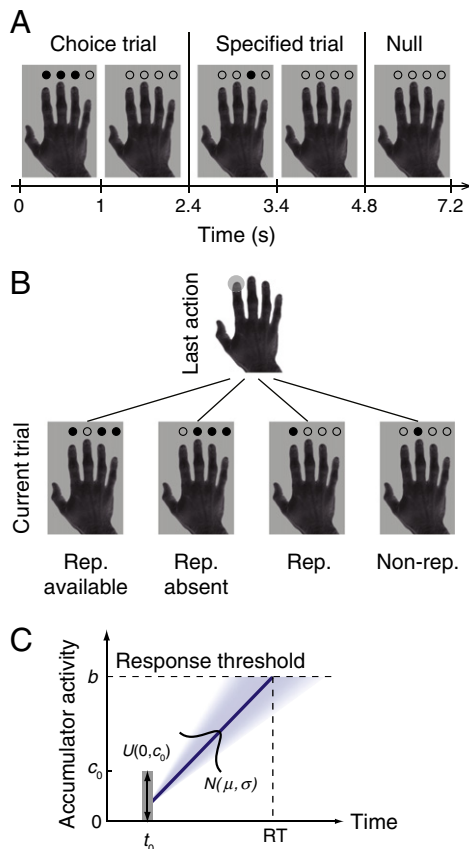 A
Choice trial Specified trial Null
0 1 2.4 3.4 4.8 7.2
Time (s)
B
Last action
Current trial
Rep. available
Rep. absent
Rep.
Non-rep.
C
Response threshold
Accumulator activity
b
U(0,c₀)
c₀
N(μ,σ)
0
t₀
RT
Time